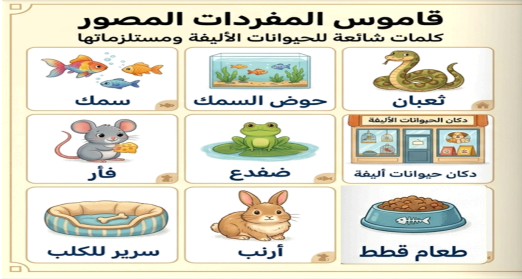 قاموس المفردات المصور
كلمات شائعة للحيوانات الأليفة ومستلزماتها
ثعبان
حوض السمك
سمك
دكان الحيوانات الأليفة
دكان حيوانات أليفة
ضفدع
فأر
طعام قطط
أرنب
سرير للكلب